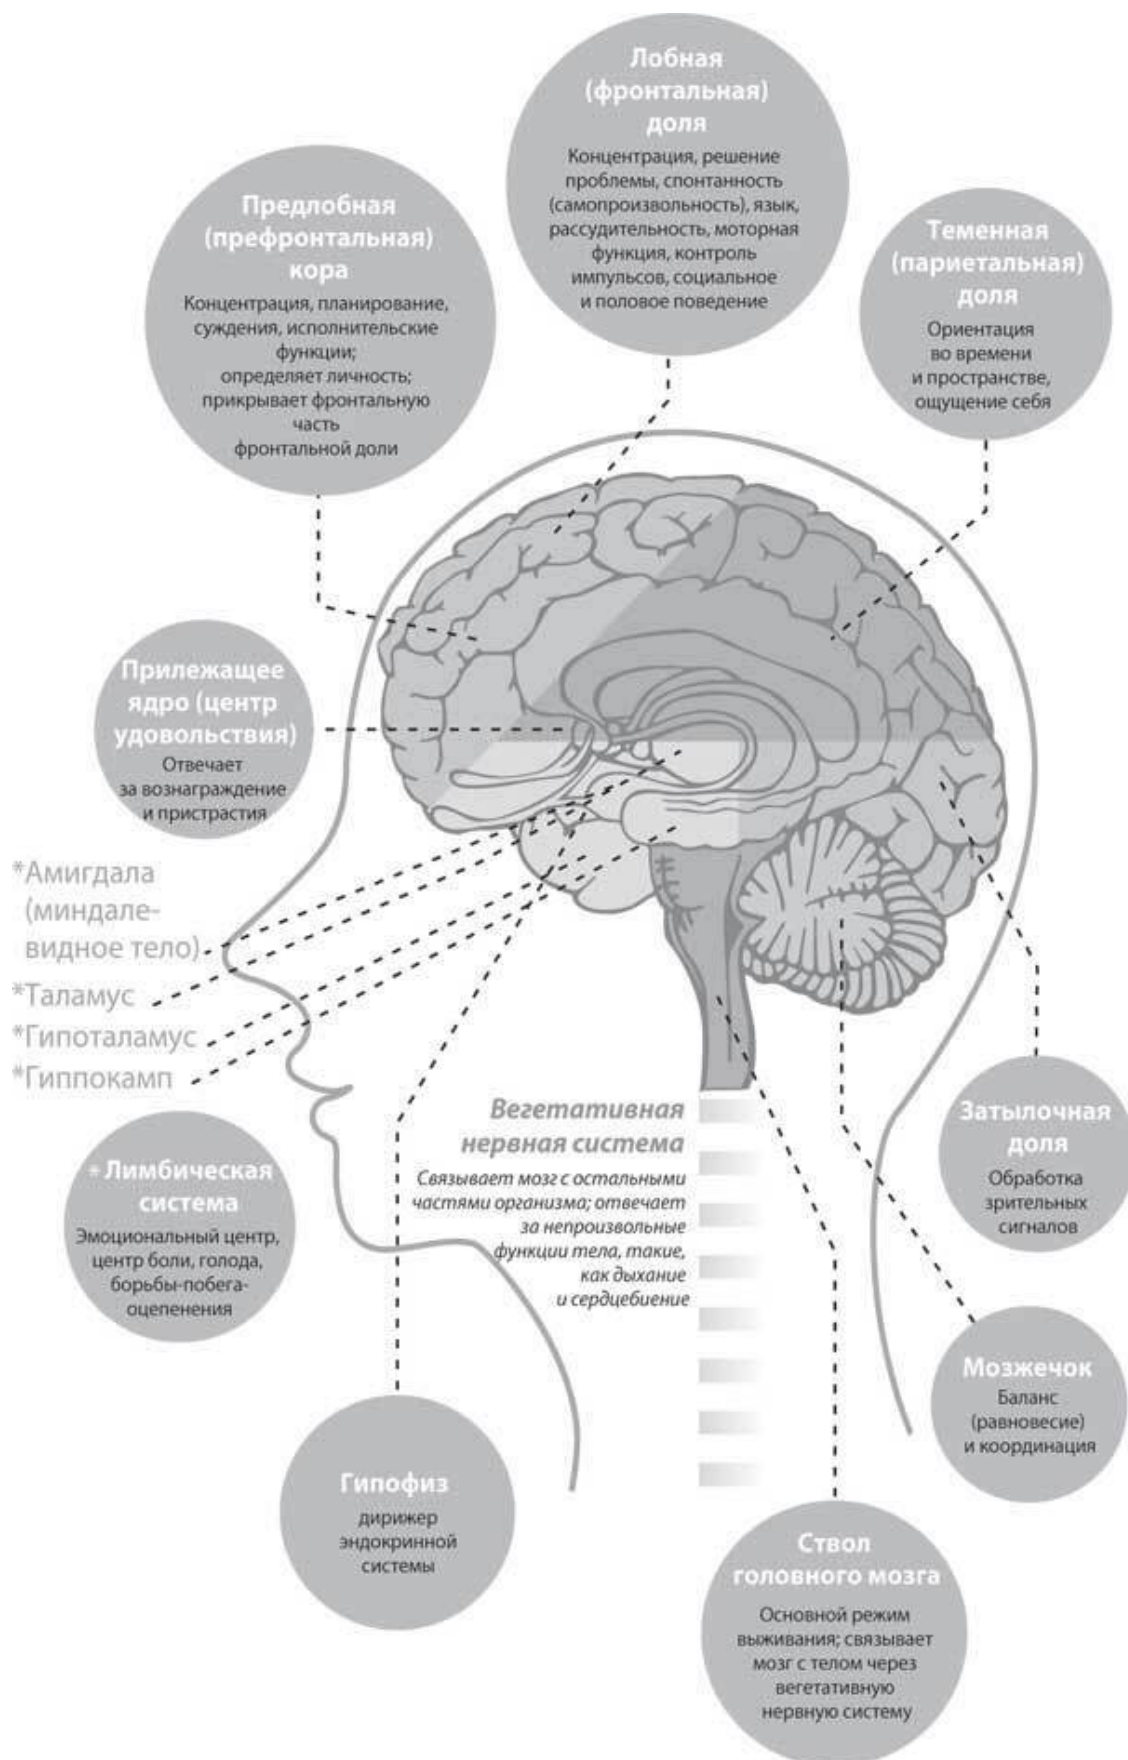 Лобная
(фронтальная)
доля
Концентрация, решение
проблемы, спонтанность
(самопроизвольность), язык,
рассудительность, моторная
функция, контроль
импульсов, социальное
и половое поведение
Предлобная
(префронтальная)
кора
Концентрация, планирование,
суждения, исполнительские
функции;
определяет личность;
прикрывает фронтальную
часть
фронтальной доли
Теменная
(париетальная)
доля
Ориентация
во времени
и пространстве,
ощущение себя
Прилежащее
ядро (центр
удовольствия)
Отвечает
за вознаграждение
и пристрастия
*Амигдала
(миндале-
видное тело)
*Таламус
*Гипоталамус
*Гиппокамп
* Лимбическая
система
Эмоциональный центр,
центр боли, голода,
борьбы-побега-
оцепенения
Вегетативная
нервная система
Связывает мозг с остальными
частями организма; отвечает
за непроизвольные
функции тела, такие,
как дыхание
и сердцебиение
Затылочная
доля
Обработка
зрительных
сигналов
Мозжечок
Баланс
(равновесие)
и координация
Гипофиз
дирижер
эндокринной
системы
Ствол
головного мозга
Основной режим
выживания; связывает
мозг с телом через
вегетативную
нервную систему